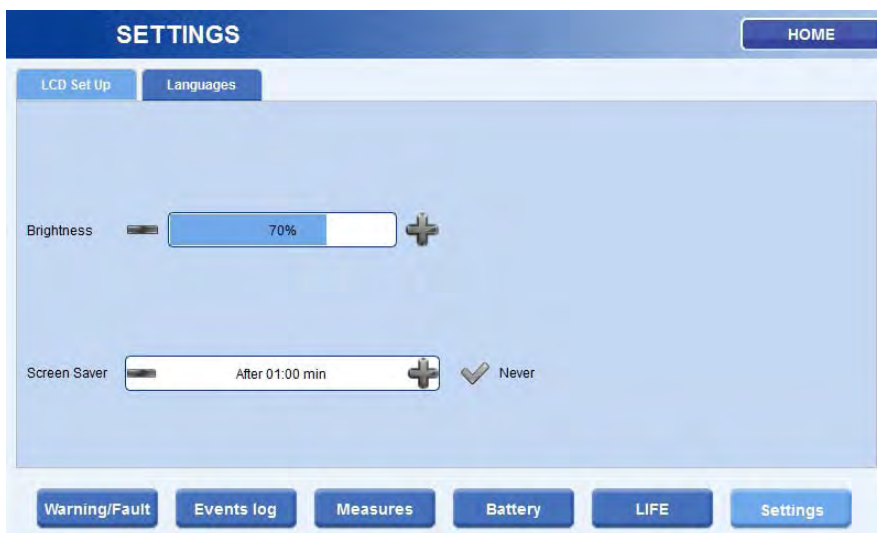 SETTINGS
HOME
LCD Set Up
Languages
Brightness
70%
Screen Saver
After 01:00 min
Never
Warning/Fault
Events log
Measures
Battery
LIFE
Settings